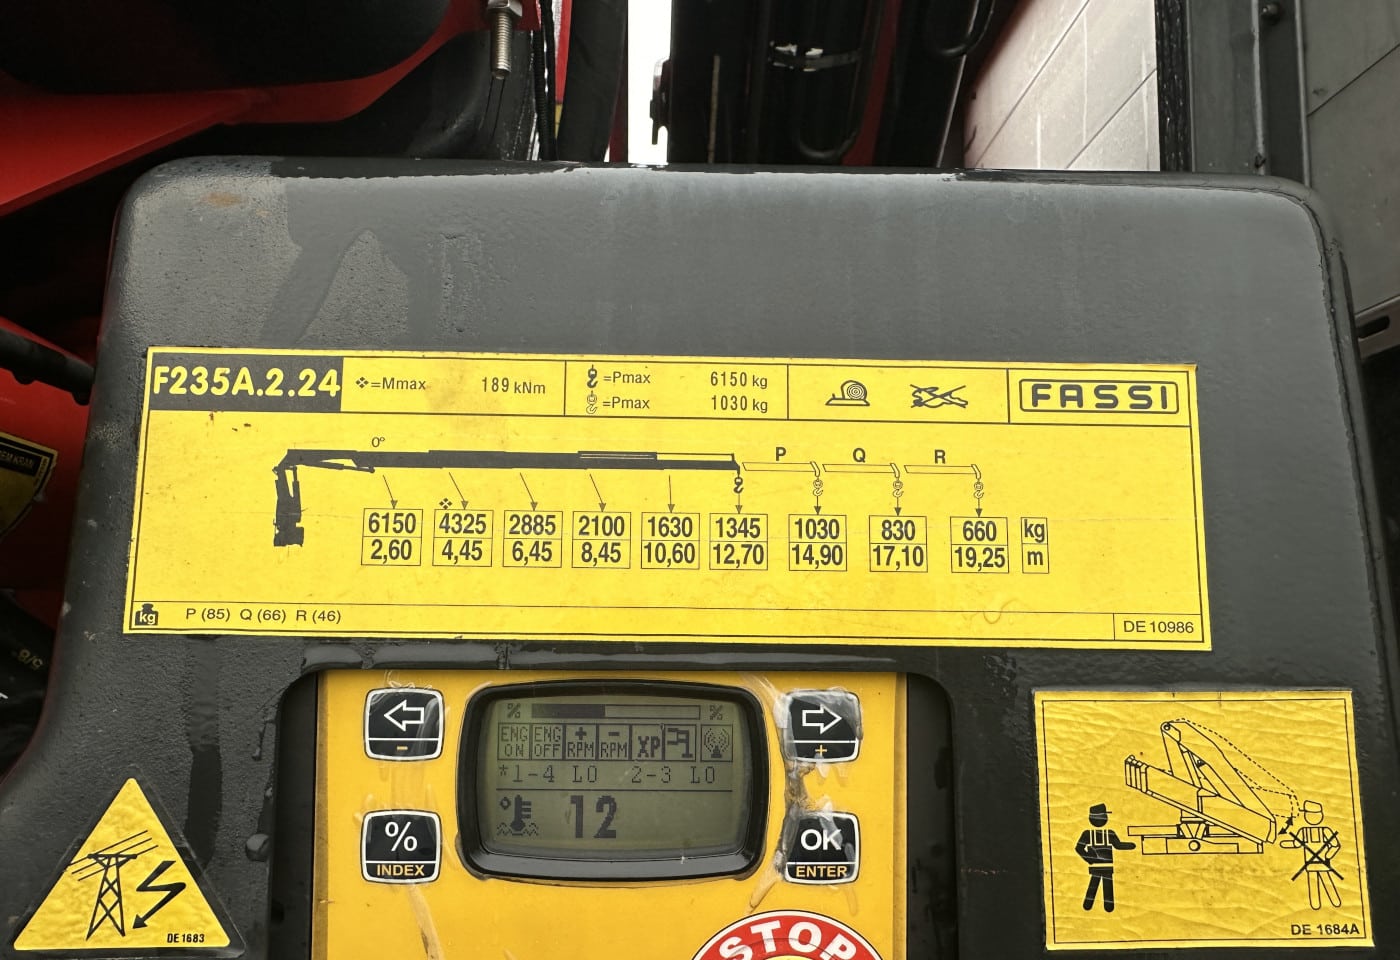 F235A.2.24
=Mmax 189 kNm
=Pmax 6150 kg
=Pmax 1030 kg
FASSI
0°
P Q R
6150 4325 2885 2100 1630 1345 1030 830 660 kg
2,60 4,45 6,45 8,45 10,60 12,70 14,90 17,10 19,25 m
kg P (85) Q (66) R (46)
DE 10986
-
+
% %
ENG ON ENG OFF + RPM - RPM XP
*1-4 LO 2-3 LO
12
% INDEX
OK ENTER
DE 1683
DE 1684A
STOP